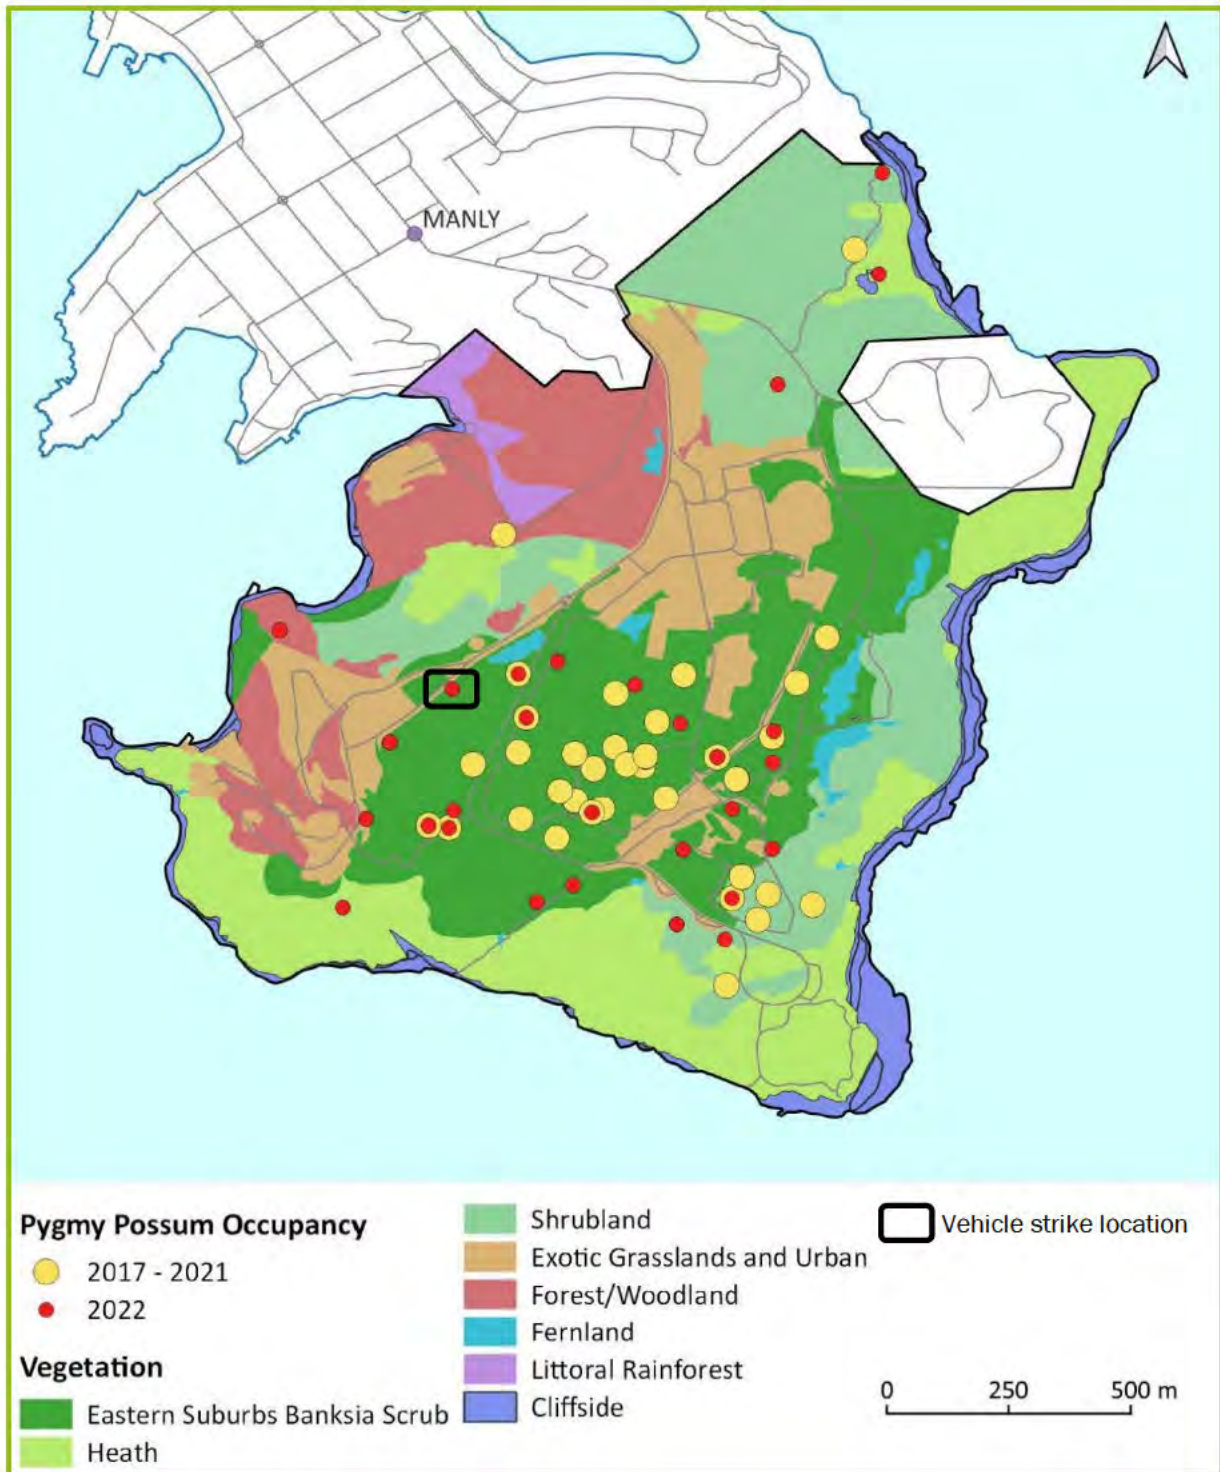 MANLY
Pygmy Possum Occupancy
2017 - 2021
2022
Vegetation
Eastern Suburbs Banksia Scrub
Heath
Shrubland
Exotic Grasslands and Urban
Forest/Woodland
Fernland
Littoral Rainforest
Cliffside
Vehicle strike location
0 250 500 m